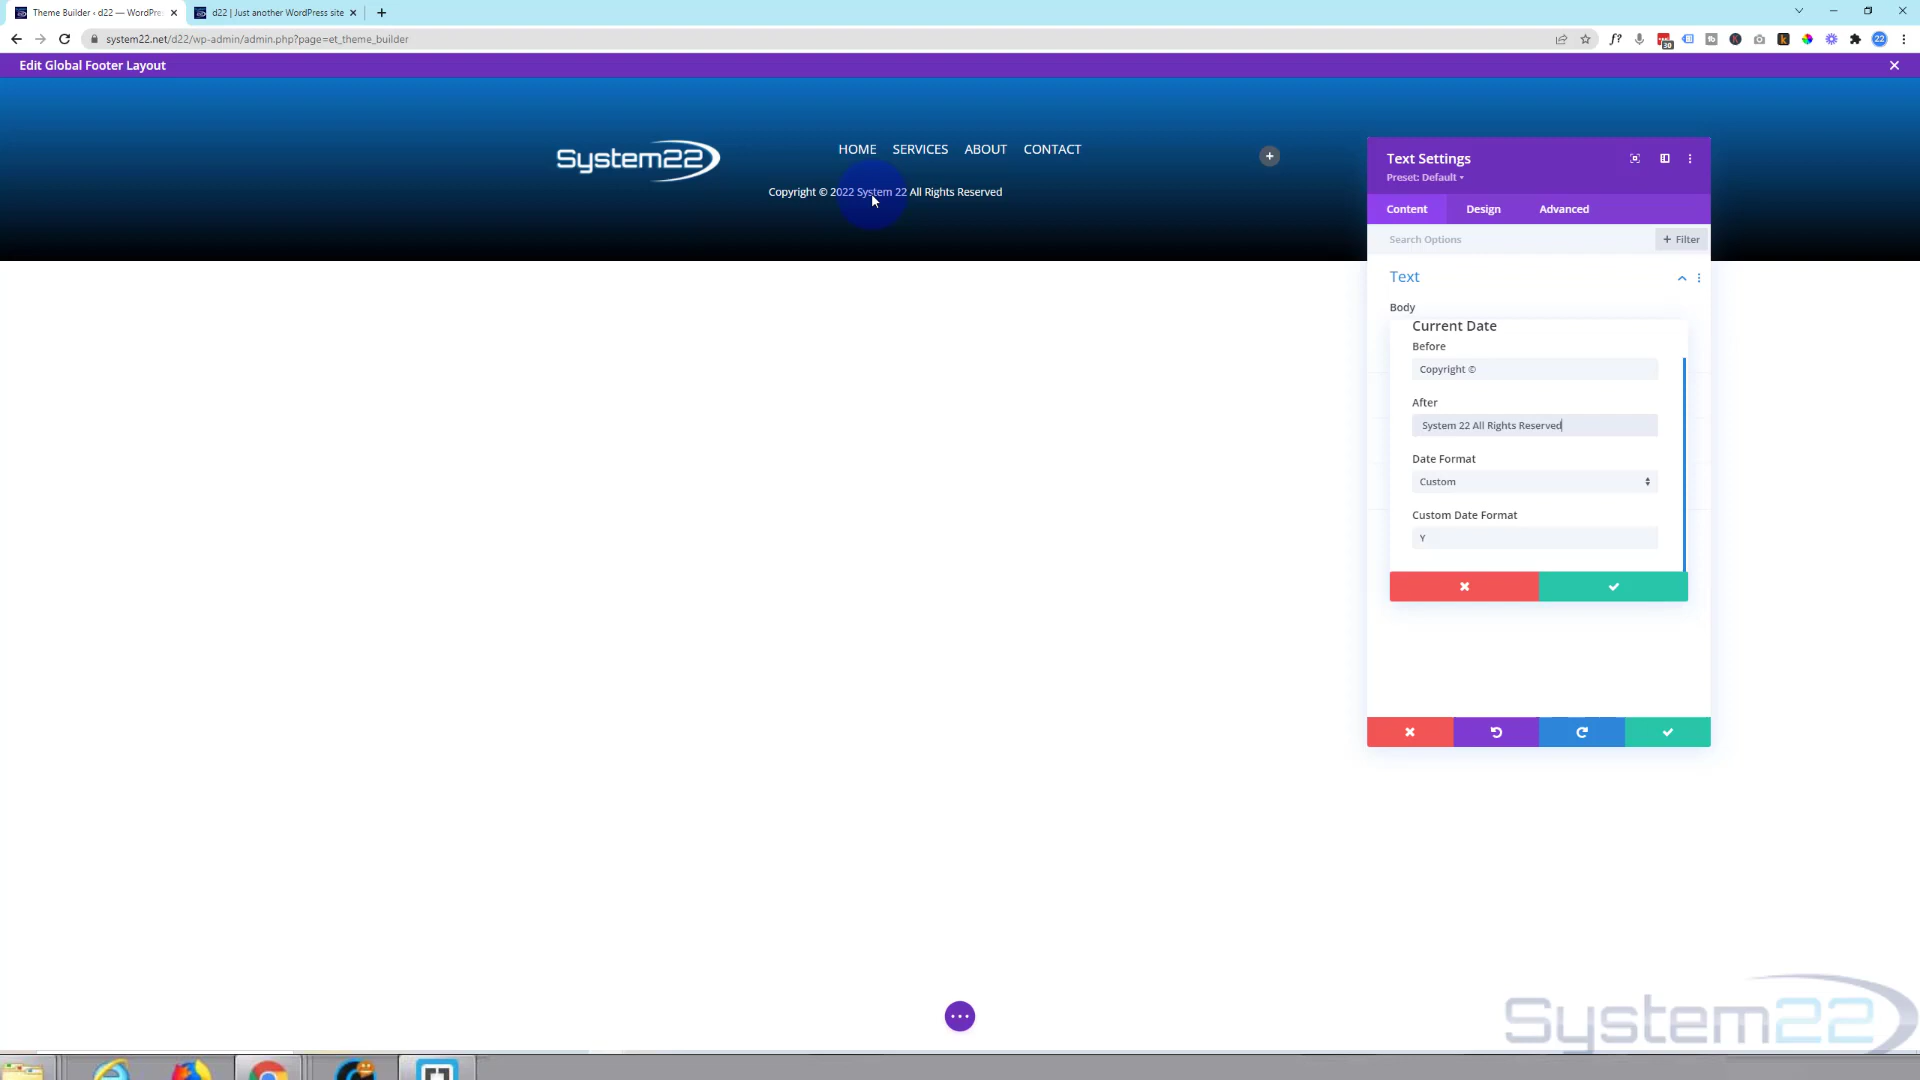 Theme Builder ‹ d22 — WordPre
d22 | Just another WordPress site
system22.net/d22/wp-admin/admin.php?page=et_theme_builder
f?
30
22
Edit Global Footer Layout
System22
HOME SERVICES ABOUT CONTACT
Copyright © 2022 System 22 All Rights Reserved
Text Settings
Preset: Default
Content Design Advanced
Search Options
+ Filter
Text
Body
Current Date
Before
Copyright ©
After
System 22 All Rights Reserved
Date Format
Custom
Custom Date Format
Y
System22